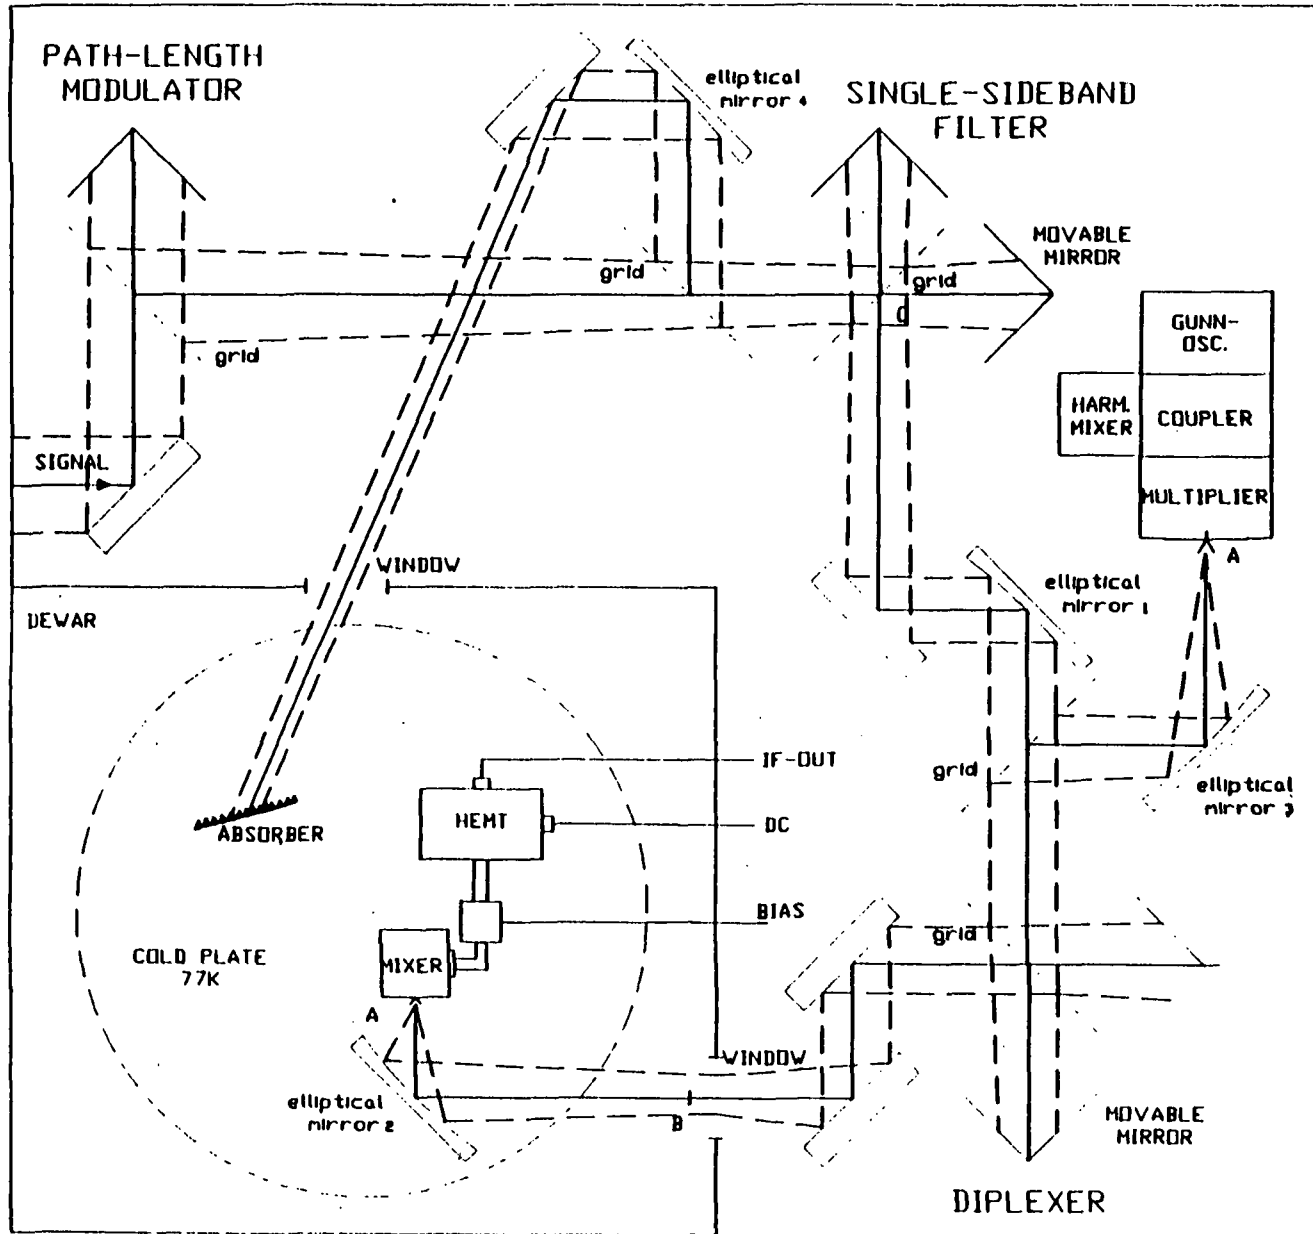 PATH-LENGTH
MODULATOR
elliptical
mirror 4
SINGLE-SIDEBAND
FILTER
MOVABLE
MIRROR
grid
grid
C
grid
GUNN-
OSC.
HARM.
MIXER
COUPLER
MULTIPLIER
SIGNAL
A
WINDOW
elliptical
mirror 1
DEWAR
IF-OUT
grid
elliptical
mirror 3
HEMT
DC
ABSORBER
BIAS
grid
COLD PLATE
77K
MIXER
A
WINDOW
elliptical
mirror 2
B
MOVABLE
MIRROR
DIPLEXER